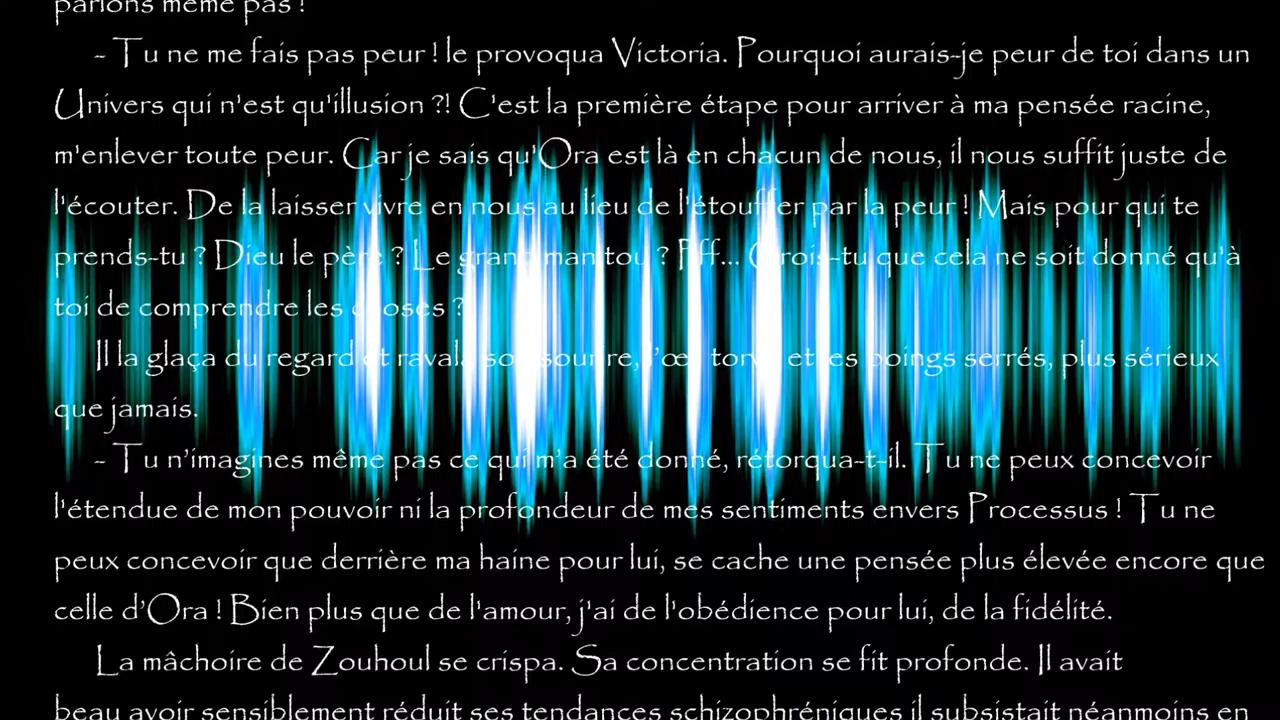 parlons même pas !
- Tu ne me fais pas peur ! le provoqua Victoria. Pourquoi aurais-je peur de toi dans un
Univers qui n'est qu'illusion ?! C'est la première étape pour arriver à ma pensée racine,
m'enlever toute peur. Car je sais qu'Ora est là en chacun de nous, il nous suffit juste de
l'écouter. De la laisser vivre en nous au lieu de l'étouffer par la peur ! Mais pour qui te
prends-tu ? Dieu le père ? Le grand manitou ? Pff... Crois-tu que cela ne soit donné qu'à
toi de comprendre les choses ?
Il la glaça du regard et ravala son sourire, l'œil torve et les poings serrés, plus sérieux
que jamais.
- Tu n'imagines même pas ce qui m'a été donné, rétorqua-t-il. Tu ne peux concevoir
l'étendue de mon pouvoir ni la profondeur de mes sentiments envers Processus ! Tu ne
peux concevoir que derrière ma haine pour lui, se cache une pensée plus élevée encore que
celle d'Ora ! Bien plus que de l'amour, j'ai de l'obédience pour lui, de la fidélité.
La mâchoire de Zouhoul se crispa. Sa concentration se fit profonde. Il avait
beau avoir sensiblement réduit ses tendances schizophréniques il subsistait néanmoins en